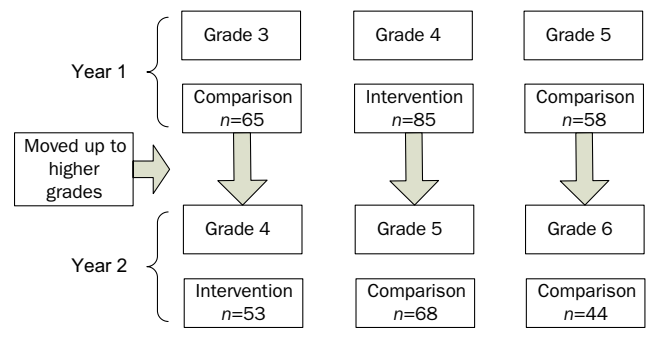 Grade 3
Grade 4
Grade 5
Year 1
Comparison
n=65
Intervention
n=85
Comparison
n=58
Moved up to
higher
grades
Grade 4
Grade 5
Grade 6
Year 2
Intervention
n=53
Comparison
n=68
Comparison
n=44